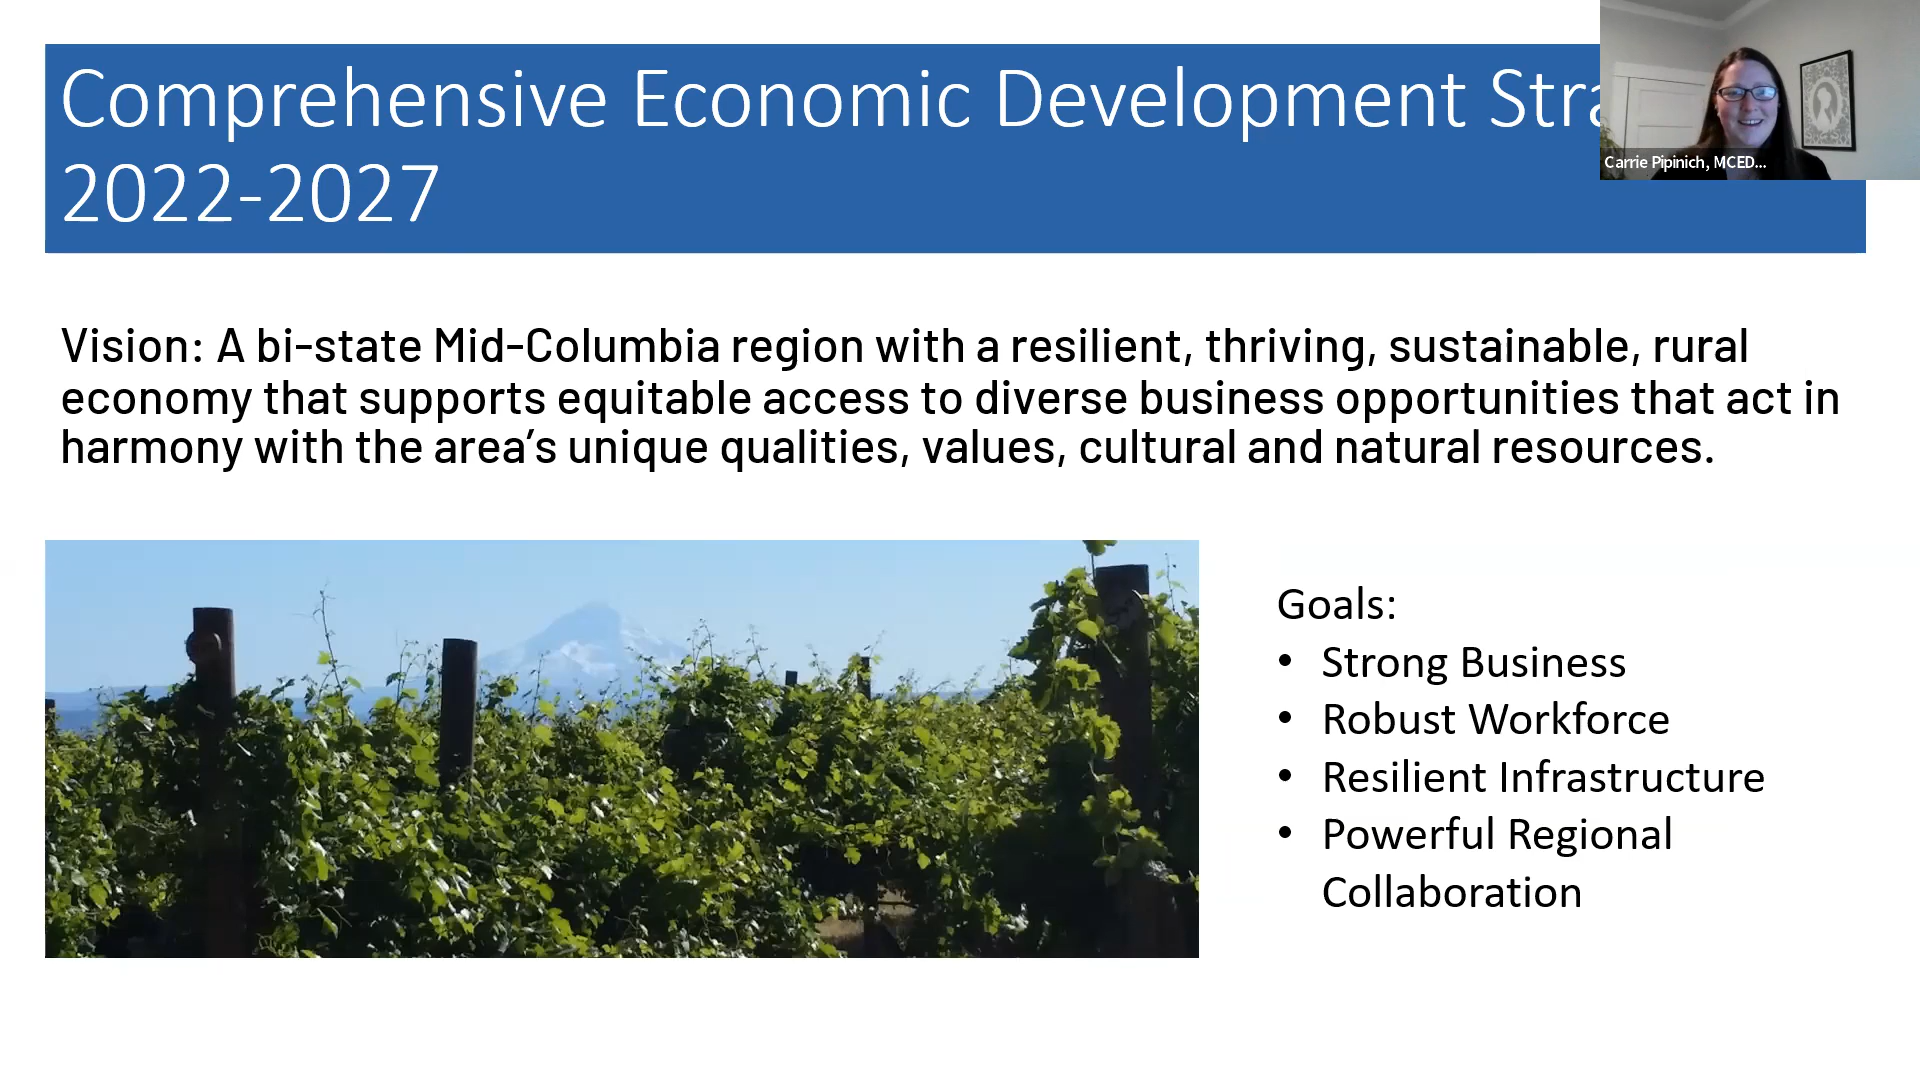 Comprehensive Economic Development Stra
2022-2027
Carrie Pipinich, MCED...
Vision: A bi-state Mid-Columbia region with a resilient, thriving, sustainable, rural
economy that supports equitable access to diverse business opportunities that act in
harmony with the area’s unique qualities, values, cultural and natural resources.
Goals:
• Strong Business
• Robust Workforce
• Resilient Infrastructure
• Powerful Regional
Collaboration